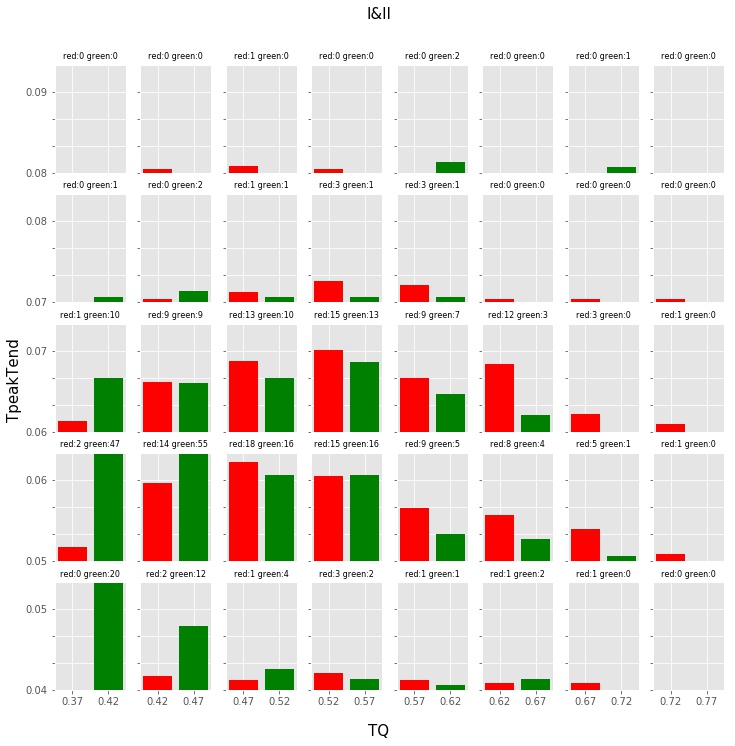 I&II
red:0 green:0 red:0 green:0 red:1 green:0 red:0 green:0 red:0 green:2 red:0 green:0 red:0 green:1 red:0 green:0
0.09
0.08
red:0 green:1 red:0 green:2 red:1 green:1 red:3 green:1 red:3 green:1 red:0 green:0 red:0 green:0 red:0 green:0
0.08
0.07
red:1 green:10 red:9 green:9 red:13 green:10 red:15 green:13 red:9 green:7 red:12 green:3 red:3 green:0 red:1 green:0
0.07
TpeakTend
0.06
red:2 green:47 red:14 green:55 red:18 green:16 red:15 green:16 red:9 green:5 red:8 green:4 red:5 green:1 red:1 green:0
0.06
0.05
red:0 green:20 red:2 green:12 red:1 green:4 red:3 green:2 red:1 green:1 red:1 green:2 red:1 green:0 red:0 green:0
0.05
0.04
0.37 0.42 0.42 0.47 0.47 0.52 0.52 0.57 0.57 0.62 0.62 0.67 0.67 0.72 0.72 0.77
TQ